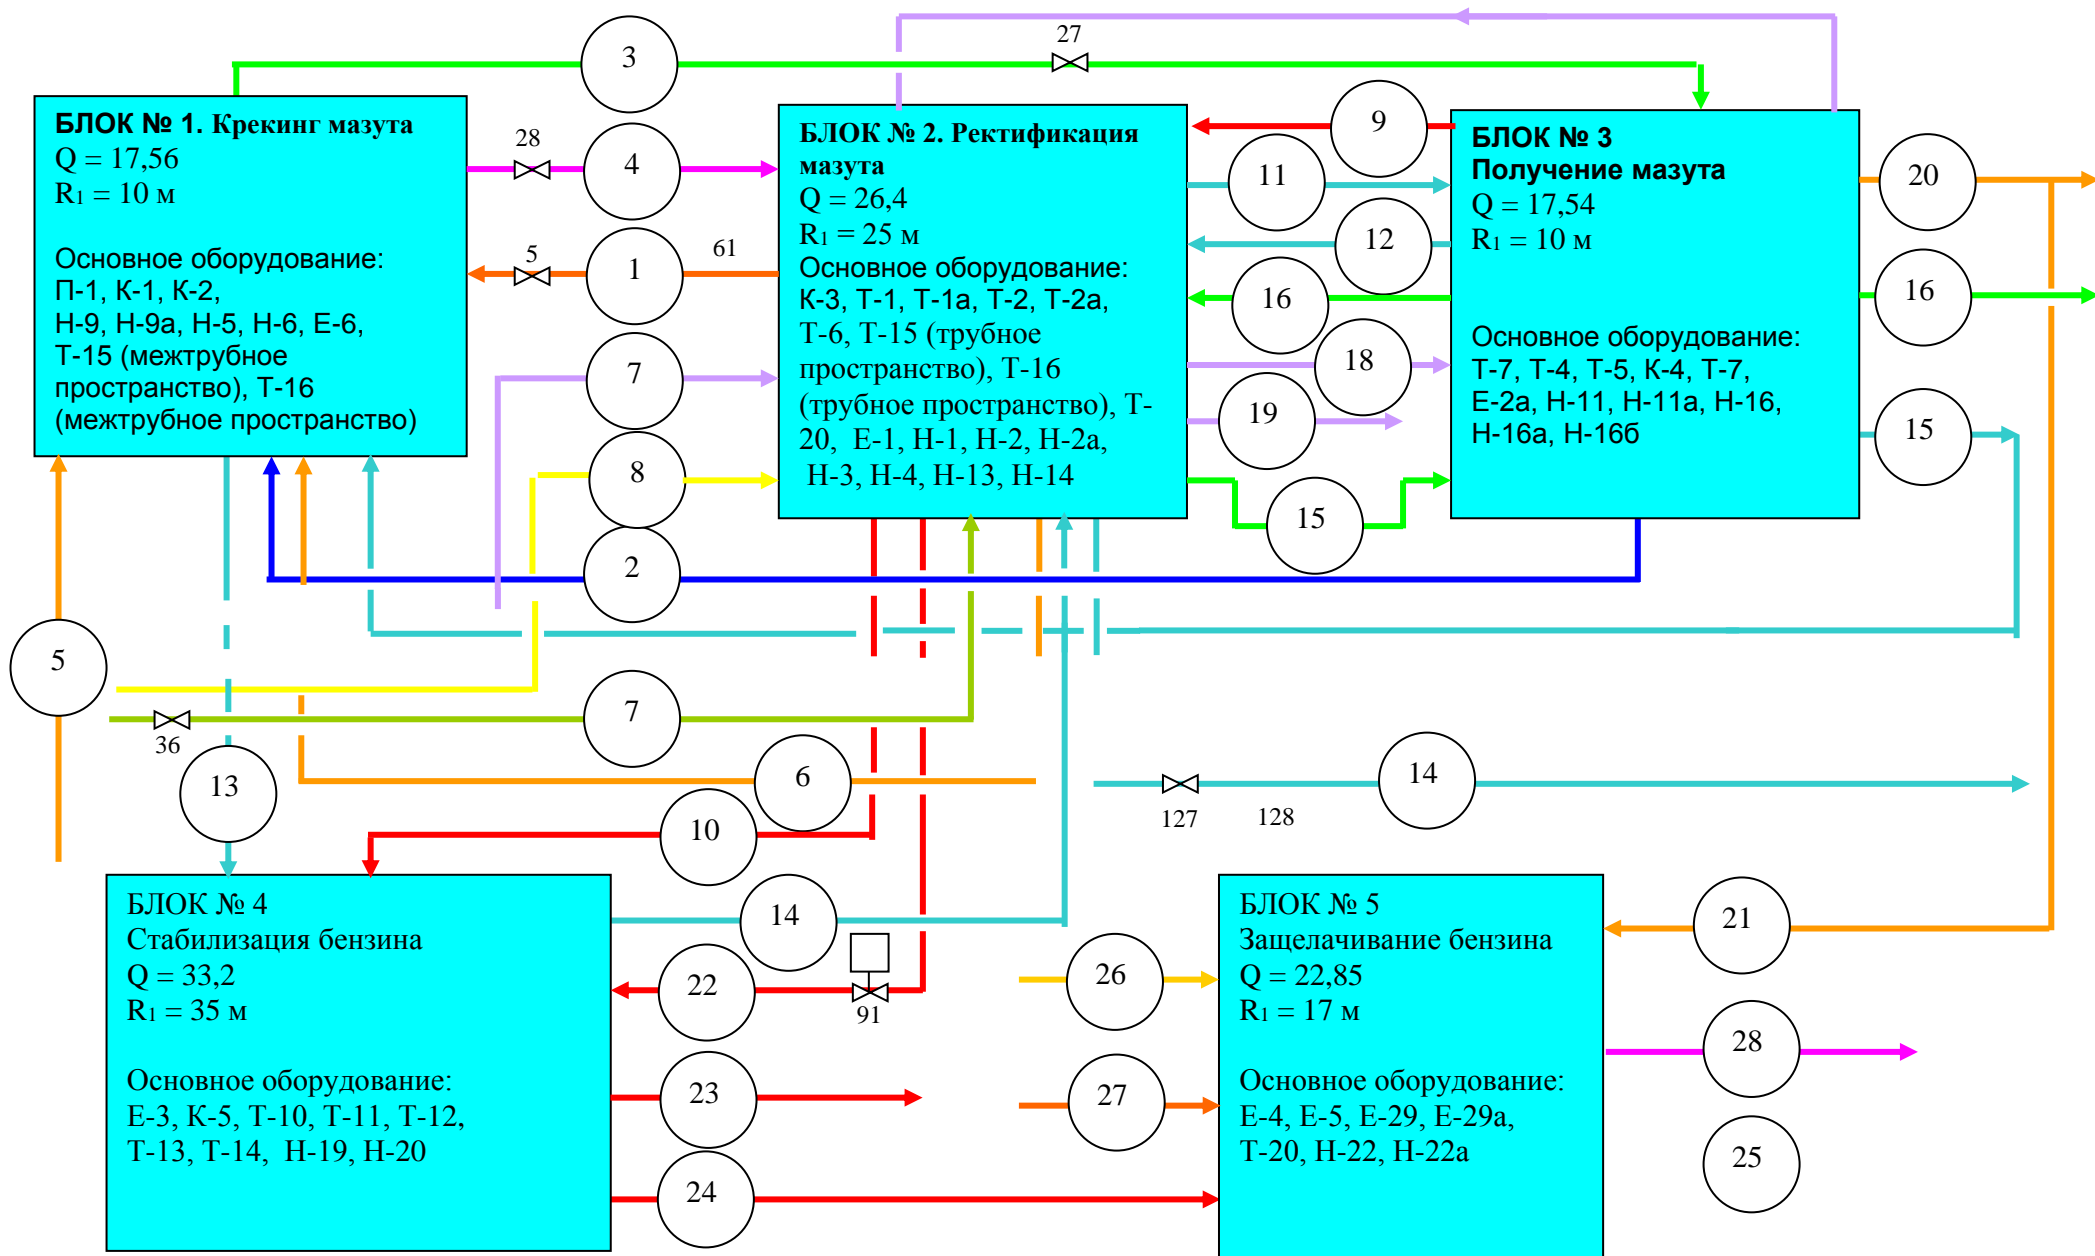 27
3
БЛОК № 1. Крекинг мазута
Q = 17,56
R₁ = 10 м
Основное оборудование:
П-1, К-1, К-2,
Н-9, Н-9а, Н-5, Н-6, Е-6,
Т-15 (межтрубное
пространство), Т-16
(межтрубное пространство)
28
4
5
1
61
7
8
2
БЛОК № 2. Ректификация
мазута
Q = 26,4
R₁ = 25 м
Основное оборудование:
К-3, Т-1, Т-1а, Т-2, Т-2а,
Т-6, Т-15 (трубное
пространство), Т-16
(трубное пространство), Т-
20, Е-1, Н-1, Н-2, Н-2а,
Н-3, Н-4, Н-13, Н-14
9
11
12
16
18
19
15
БЛОК № 3
Получение мазута
Q = 17,54
R₁ = 10 м
Основное оборудование:
Т-7, Т-4, Т-5, К-4, Т-7,
Е-2а, Н-11, Н-11а, Н-16,
Н-16а, Н-16б
20
16
15
5
36
7
13
6
10
14
127
128
14
БЛОК № 4
Стабилизация бензина
Q = 33,2
R₁ = 35 м
Основное оборудование:
Е-3, К-5, Т-10, Т-11, Т-12,
Т-13, Т-14, Н-19, Н-20
22
91
23
24
26
27
БЛОК № 5
Защелачивание бензина
Q = 22,85
R₁ = 17 м
Основное оборудование:
Е-4, Е-5, Е-29, Е-29а,
Т-20, Н-22, Н-22а
21
28
25